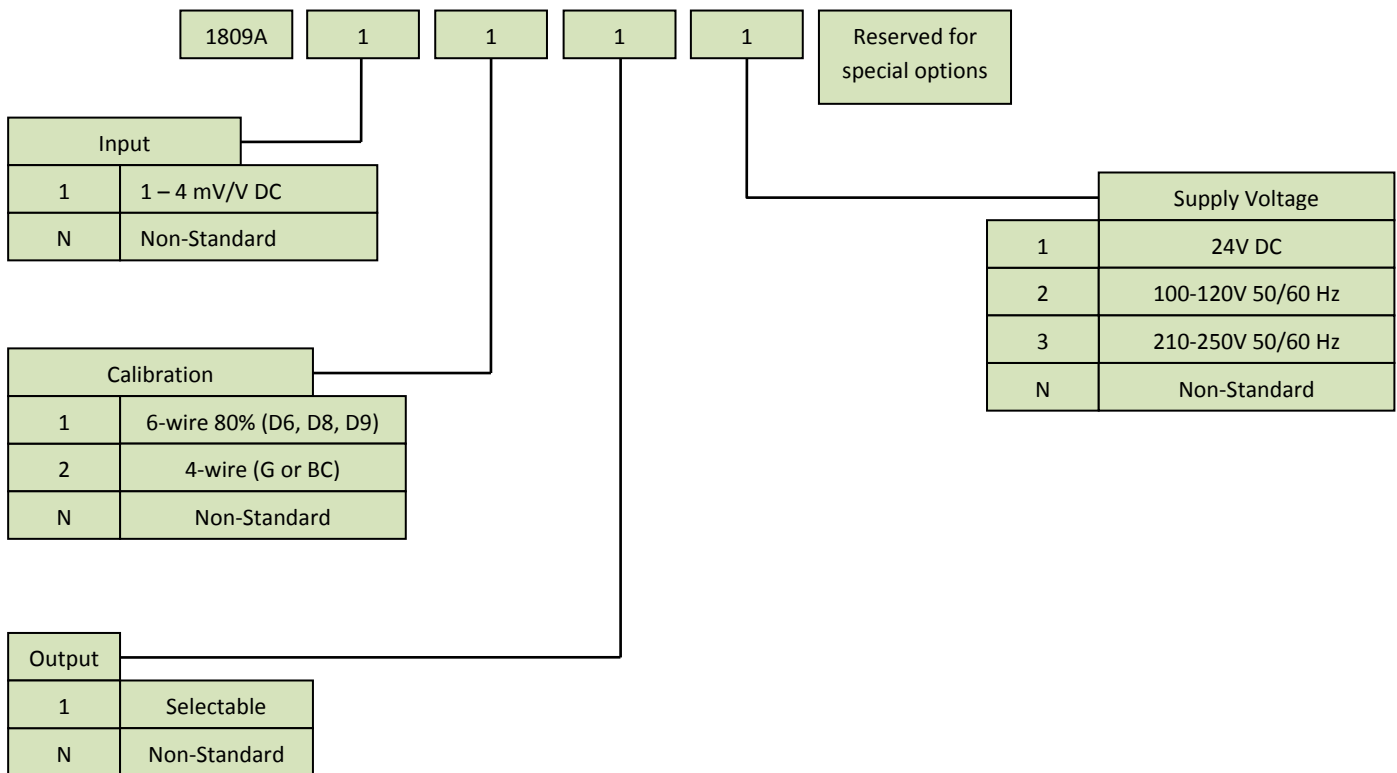 1809A 1 1 1 1 Reserved for
special options
Input
1 1 – 4 mV/V DC
N Non-Standard
Supply Voltage
1 24V DC
2 100-120V 50/60 Hz
3 210-250V 50/60 Hz
N Non-Standard
Calibration
1 6-wire 80% (D6, D8, D9)
2 4-wire (G or BC)
N Non-Standard
Output
1 Selectable
N Non-Standard